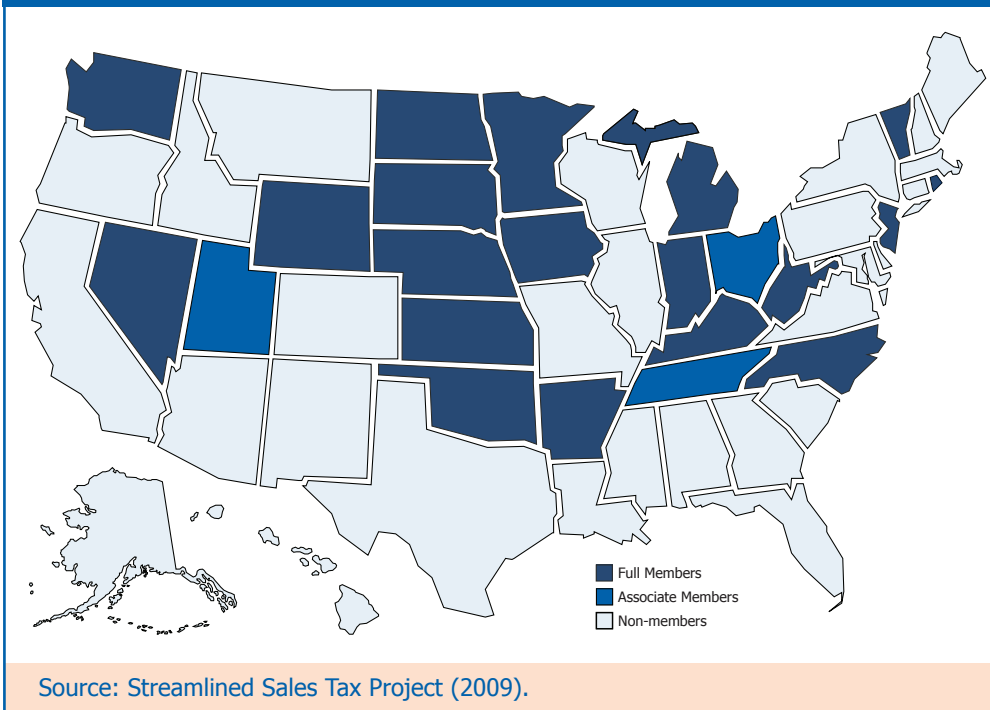 Full Members
Associate Members
Non-members
Source: Streamlined Sales Tax Project (2009).